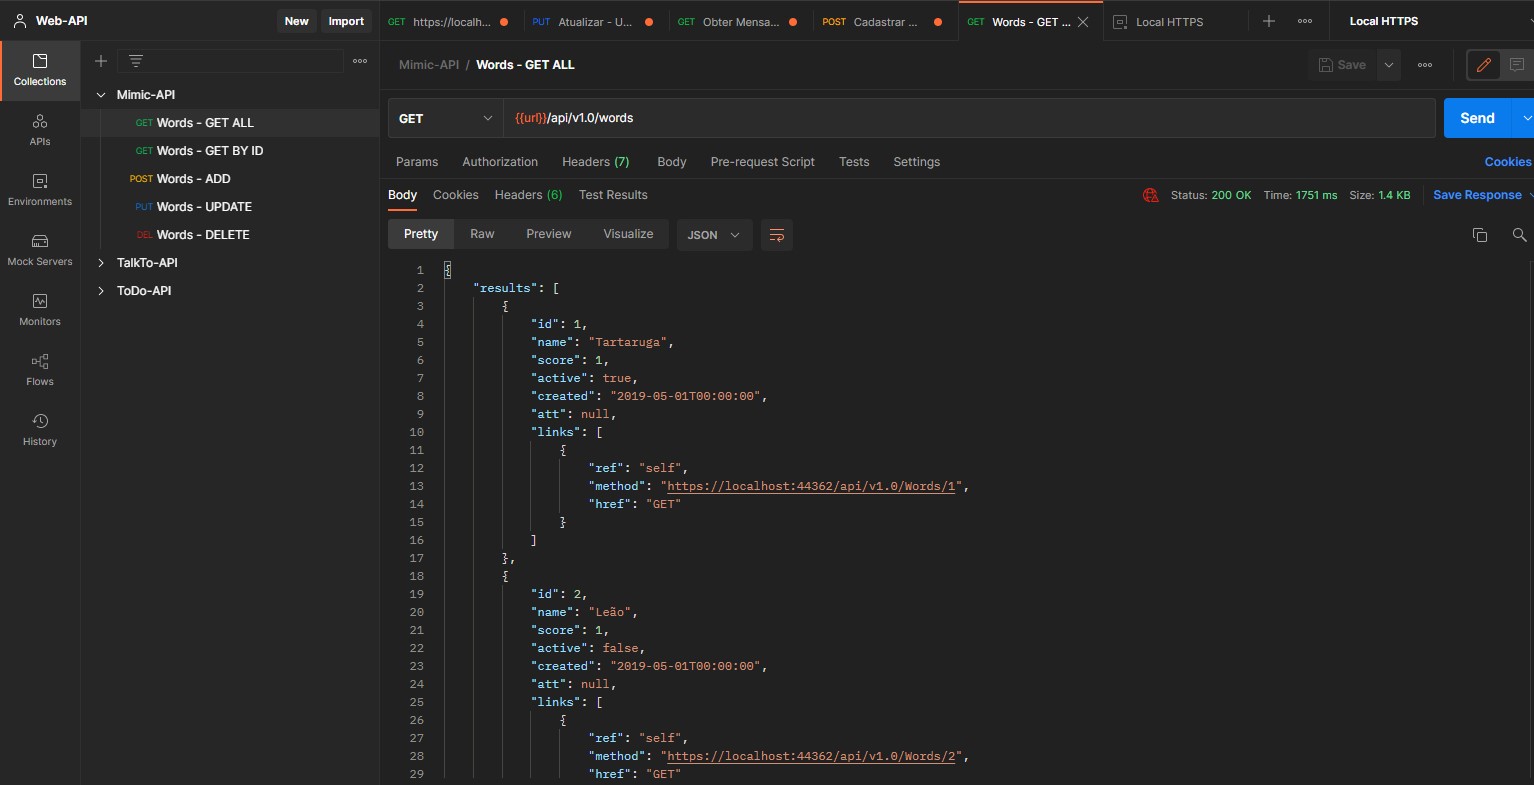 Web-API
New
Import
GET https://localh...
PUT Atualizar - U...
GET Obter Mensa...
POST Cadastrar ...
GET Words - GET ...
Local HTTPS
Local HTTPS
Collections
APIs
Environments
Mock Servers
Monitors
Flows
History
Mimic-API
GET Words - GET ALL
GET Words - GET BY ID
POST Words - ADD
PUT Words - UPDATE
DEL Words - DELETE
TalkTo-API
ToDo-API
Mimic-API / Words - GET ALL
Save
GET
{{url}}/api/v1.0/words
Send
Params Authorization Headers (7) Body Pre-request Script Tests Settings
Cookies
Body Cookies Headers (6) Test Results
Status: 200 OK Time: 1751 ms Size: 1.4 KB
Save Response
Pretty Raw Preview Visualize JSON
1 {
2 "results": [
3 {
4 "id": 1,
5 "name": "Tartaruga",
6 "score": 1,
7 "active": true,
8 "created": "2019-05-01T00:00:00",
9 "att": null,
10 "links": [
11 {
12 "ref": "self",
13 "method": "https://localhost:44362/api/v1.0/Words/1",
14 "href": "GET"
15 }
16 ]
17 },
18 {
19 "id": 2,
20 "name": "Leão",
21 "score": 1,
22 "active": false,
23 "created": "2019-05-01T00:00:00",
24 "att": null,
25 "links": [
26 {
27 "ref": "self",
28 "method": "https://localhost:44362/api/v1.0/Words/2",
29 "href": "GET"